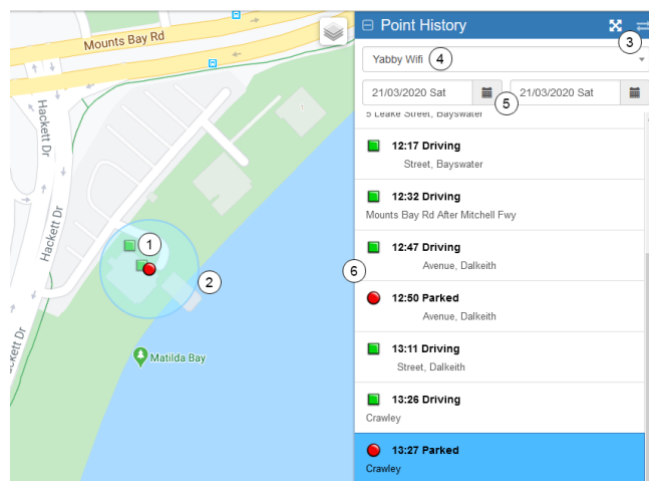 Mounts Bay Rd
Hackett Dr
Hackett Dr
Hackett Dr
Matilda Bay
1
2
Point History
3
Yabby Wifi
4
21/03/2020 Sat
5
21/03/2020 Sat
5 Leake Street, Bayswater
12:17 Driving
Street, Bayswater
12:32 Driving
Mounts Bay Rd After Mitchell Fwy
12:47 Driving
Avenue, Dalkeith
6
12:50 Parked
Avenue, Dalkeith
13:11 Driving
Street, Dalkeith
13:26 Driving
Crawley
13:27 Parked
Crawley